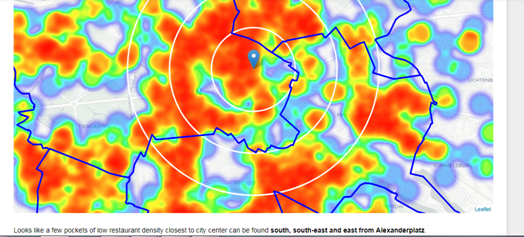 LICHTENB
Leaflet
Looks like a few pockets of low restaurant density closest to city center can be found south, south-east and east from Alexanderplatz.